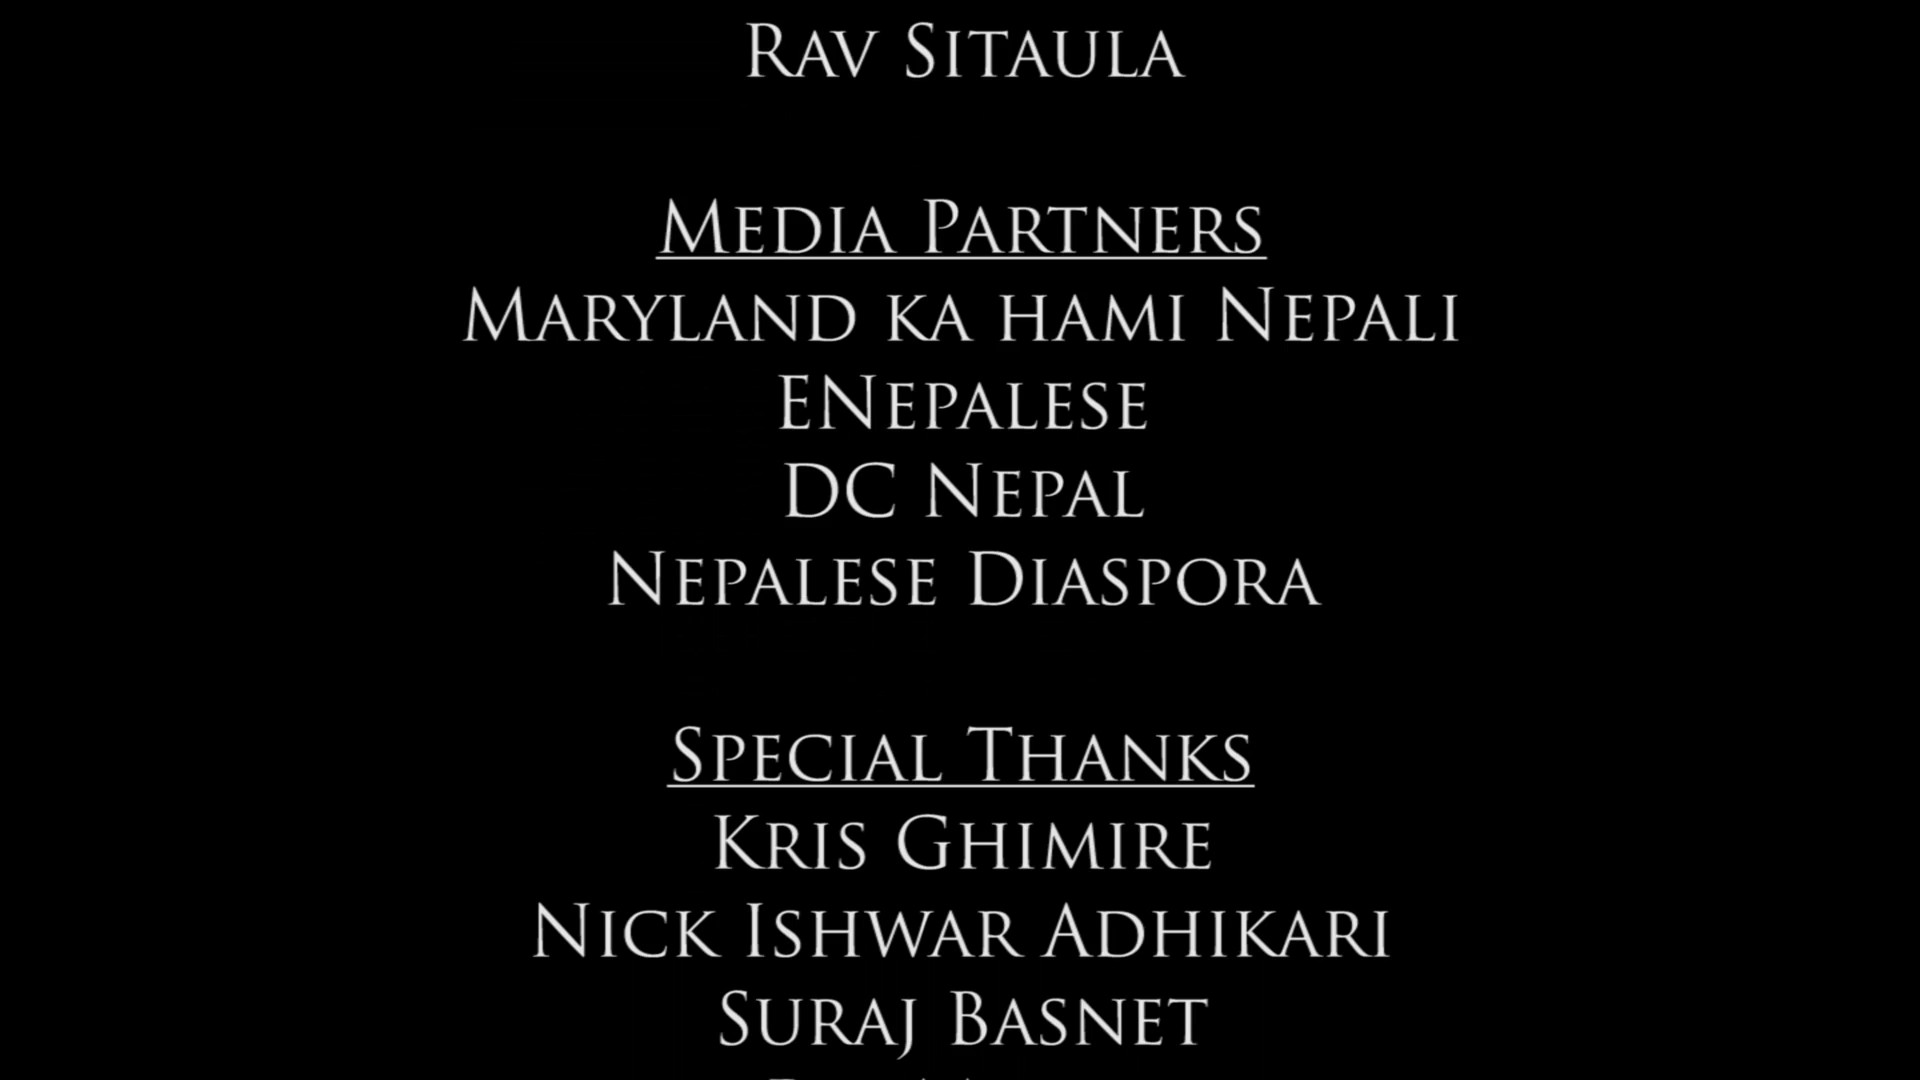 Rav Sitaula
Media Partners
Maryland ka hami Nepali
ENepalese
DC Nepal
Nepalese Diaspora
Special Thanks
Kris Ghimire
Nick Ishwar Adhikari
Suraj Basnet